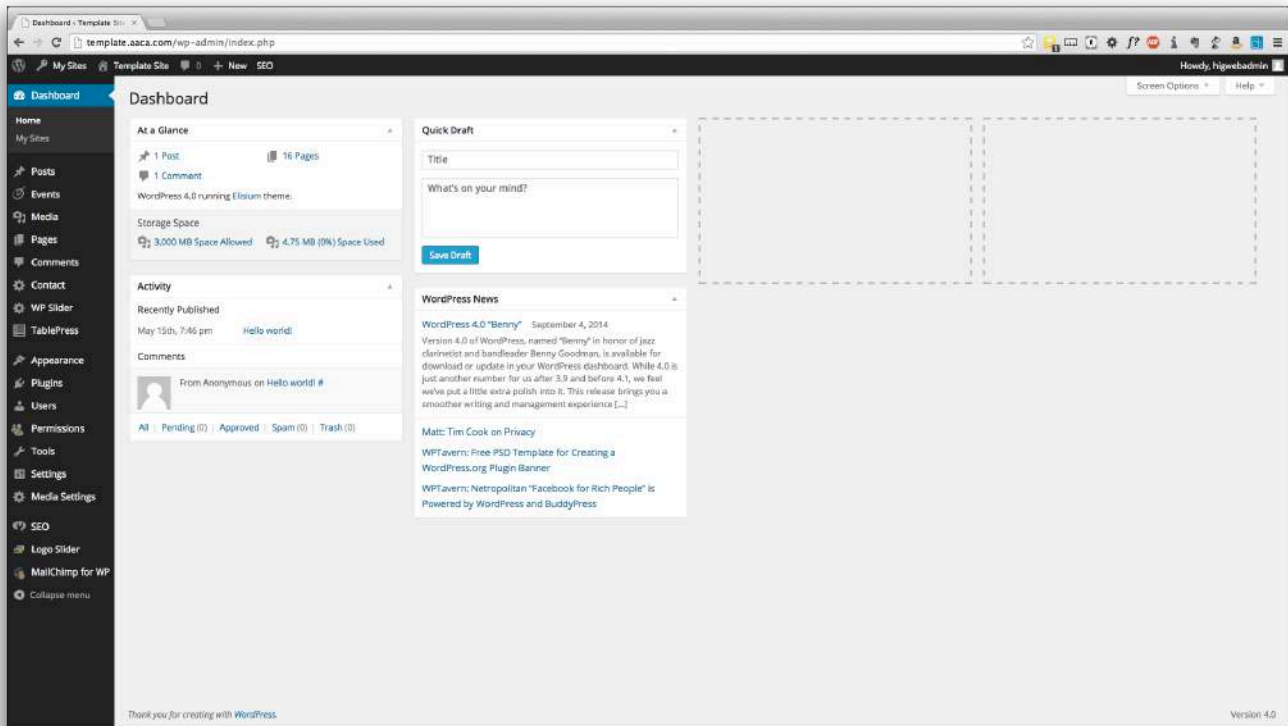 Dashboard ‹ Template Sit
template.aaca.com/wp-admin/index.php
My Sites Template Site 0 + New SEO
Howdy, higwebadmin
Dashboard
Home
My Sites
Posts
Events
Media
Pages
Comments
Contact
WP Slider
TablePress
Appearance
Plugins
Users
Permissions
Tools
Settings
Media Settings
SEO
Logo Slider
MailChimp for WP
Collapse menu
Screen Options Help
Dashboard
At a Glance
1 Post 16 Pages
1 Comment
WordPress 4.0 running Elisium theme.
Storage Space
3,000 MB Space Allowed 4.75 MB (0%) Space Used
Activity
Recently Published
May 15th, 7:46 pm Hello world!
Comments
From Anonymous on Hello world! #
All | Pending (0) | Approved | Spam (0) | Trash (0)
Quick Draft
Title
What's on your mind?
Save Draft
WordPress News
WordPress 4.0 "Benny" September 4, 2014
Version 4.0 of WordPress, named "Benny" in honor of jazz
clarinetist and bandleader Benny Goodman, is available for
download or update in your WordPress dashboard. While 4.0 is
just another number for us after 3.9 and before 4.1, we feel
we've put a little extra polish into it. This release brings you a
smoother writing and management experience [...]
Matt: Tim Cook on Privacy
WPTavern: Free PSD Template for Creating a
WordPress.org Plugin Banner
WPTavern: Netropolitan "Facebook for Rich People" is
Powered by WordPress and BuddyPress
Thank you for creating with WordPress.
Version 4.0